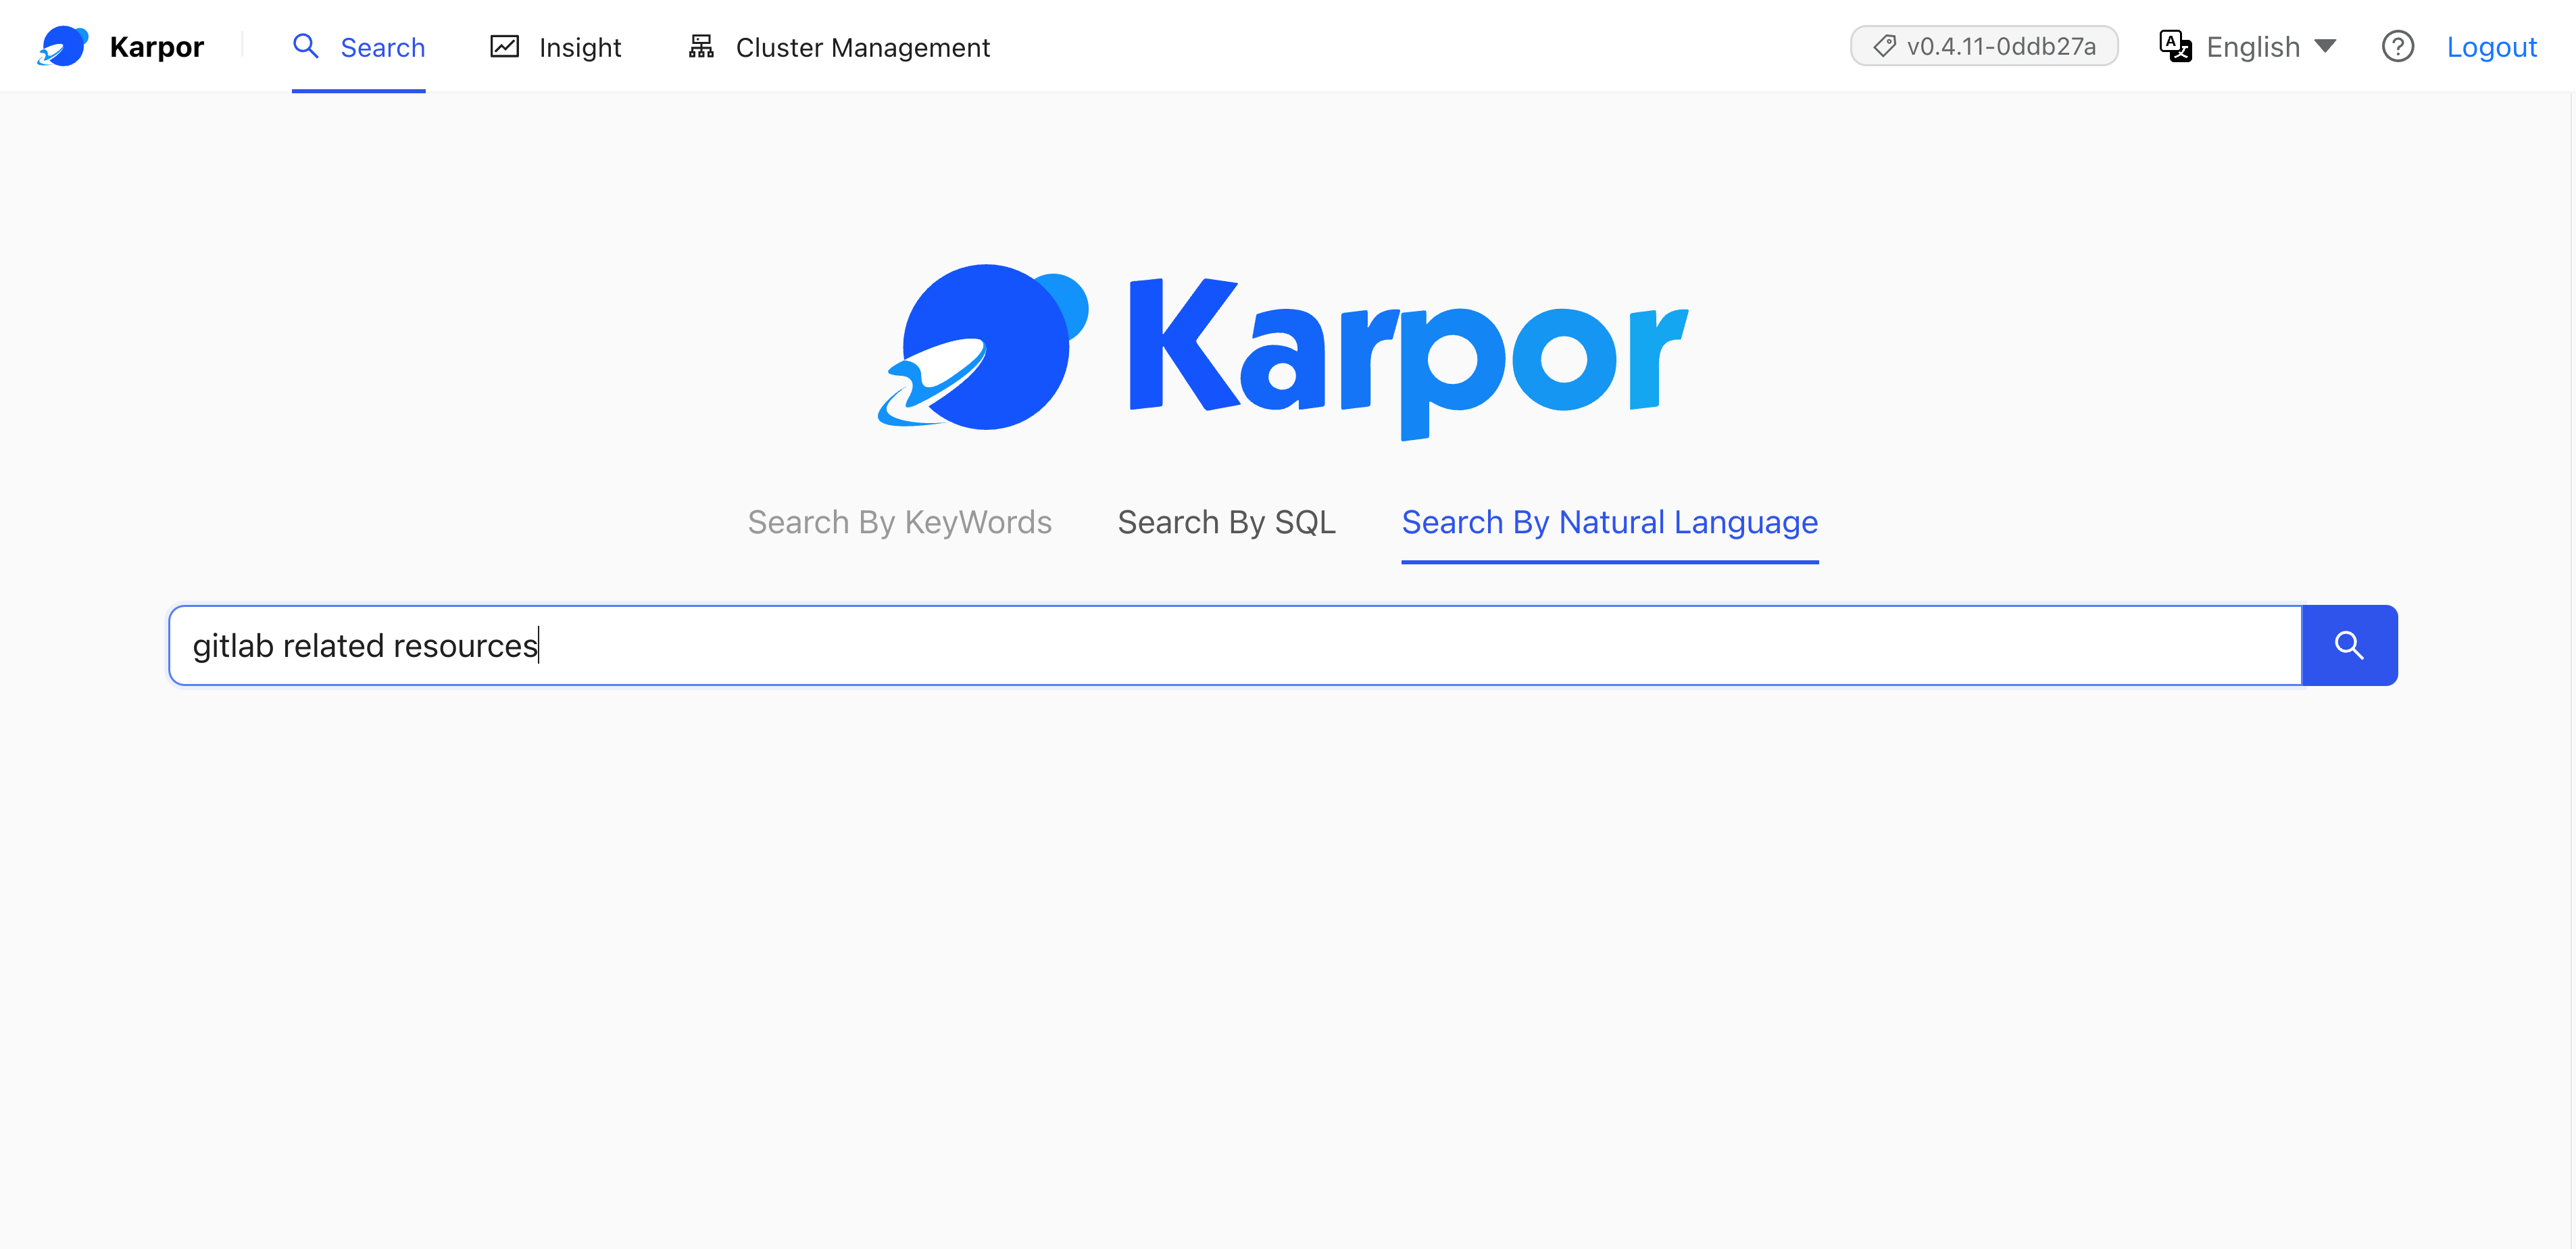 Karpor Search Insight Cluster Management v0.4.11-0ddb27a English Logout
Karpor
Search By KeyWords Search By SQL Search By Natural Language
gitlab related resources